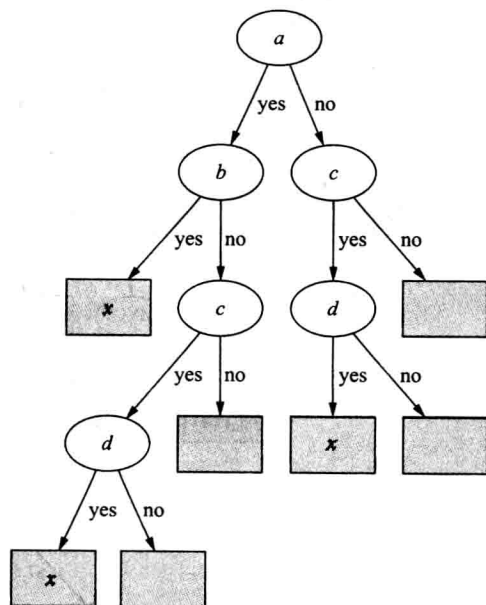 a
yes no
b c
yes no yes no
x c d
yes no yes no
d x
yes no
x